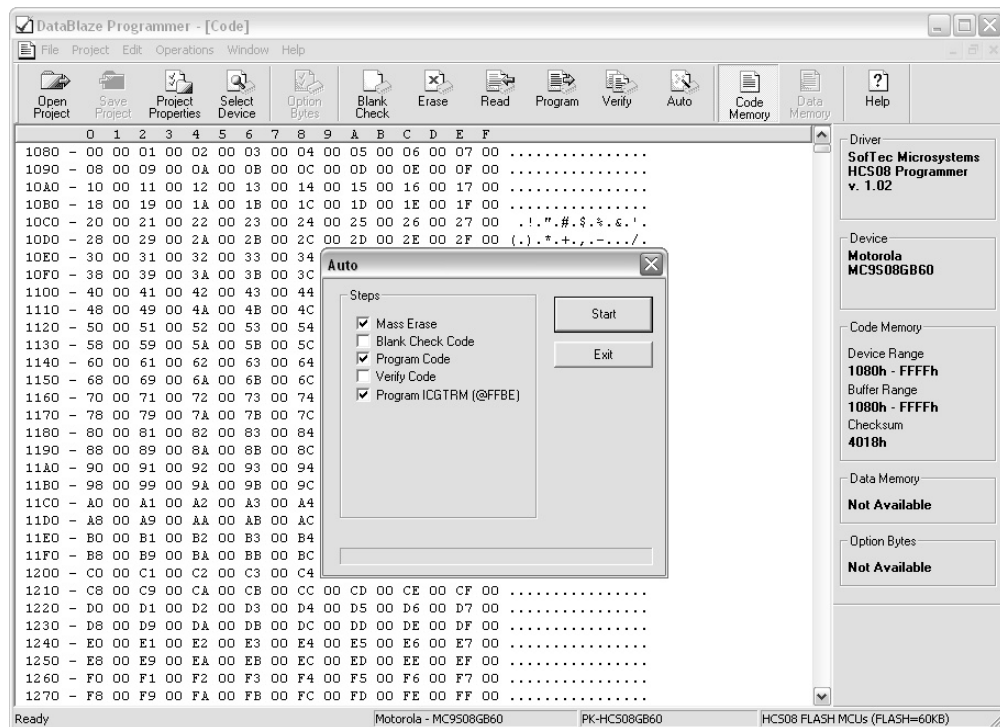 DataBlaze Programmer - [Code]
File Project Edit Operations Window Help
Open Project Save Project Project Properties Select Device Option Bytes Blank Check Erase Read Program Verify Auto Code Memory Data Memory Help
0 1 2 3 4 5 6 7 8 9 A B C D E F
1080 - 00 00 01 00 02 00 03 00 04 00 05 00 06 00 07 00 ................
1090 - 08 00 09 00 0A 00 0B 00 0C 00 0D 00 0E 00 0F 00 ................
10A0 - 10 00 11 00 12 00 13 00 14 00 15 00 16 00 17 00 ................
10B0 - 18 00 19 00 1A 00 1B 00 1C 00 1D 00 1E 00 1F 00 ................
10C0 - 20 00 21 00 22 00 23 00 24 00 25 00 26 00 27 00 .!.".#.$.%.&.'.
10D0 - 28 00 29 00 2A 00 2B 00 2C 00 2D 00 2E 00 2F 00 (.).*.+.,.-.../.
10E0 - 30 00 31 00 32 00 33 00 34
10F0 - 38 00 39 00 3A 00 3B 00 3C
1100 - 40 00 41 00 42 00 43 00 44
1110 - 48 00 49 00 4A 00 4B 00 4C
1120 - 50 00 51 00 52 00 53 00 54
1130 - 58 00 59 00 5A 00 5B 00 5C
1140 - 60 00 61 00 62 00 63 00 64
1150 - 68 00 69 00 6A 00 6B 00 6C
1160 - 70 00 71 00 72 00 73 00 74
1170 - 78 00 79 00 7A 00 7B 00 7C
1180 - 80 00 81 00 82 00 83 00 84
1190 - 88 00 89 00 8A 00 8B 00 8C
11A0 - 90 00 91 00 92 00 93 00 94
11B0 - 98 00 99 00 9A 00 9B 00 9C
11C0 - A0 00 A1 00 A2 00 A3 00 A4
11D0 - A8 00 A9 00 AA 00 AB 00 AC
11E0 - B0 00 B1 00 B2 00 B3 00 B4
11F0 - B8 00 B9 00 BA 00 BB 00 BC
1200 - C0 00 C1 00 C2 00 C3 00 C4
1210 - C8 00 C9 00 CA 00 CB 00 CC 00 CD 00 CE 00 CF 00 ................
1220 - D0 00 D1 00 D2 00 D3 00 D4 00 D5 00 D6 00 D7 00 ................
1230 - D8 00 D9 00 DA 00 DB 00 DC 00 DD 00 DE 00 DF 00 ................
1240 - E0 00 E1 00 E2 00 E3 00 E4 00 E5 00 E6 00 E7 00 ................
1250 - E8 00 E9 00 EA 00 EB 00 EC 00 ED 00 EE 00 EF 00 ................
1260 - F0 00 F1 00 F2 00 F3 00 F4 00 F5 00 F6 00 F7 00 ................
1270 - F8 00 F9 00 FA 00 FB 00 FC 00 FD 00 FE 00 FF 00 ................
Auto
Steps
Mass Erase
Blank Check Code
Program Code
Verify Code
Program ICGTRM (@FFBE)
Start
Exit
Driver
SofTec Microsystems
HCS08 Programmer
v. 1.02
Device
Motorola
MC9S08GB60
Code Memory
Device Range
1080h - FFFFh
Buffer Range
1080h - FFFFh
Checksum
4018h
Data Memory
Not Available
Option Bytes
Not Available
Ready Motorola - MC9S08GB60 PK-HCS08GB60 HCS08 FLASH MCUs (FLASH=60KB)